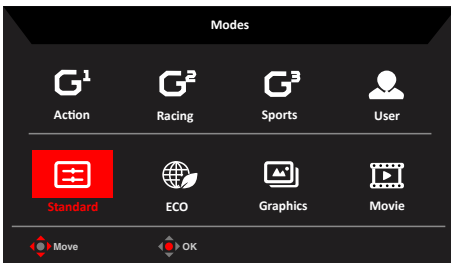 Modes
G¹ G² G³
Action Racing Sports User
Standard ECO Graphics Movie
Move OK